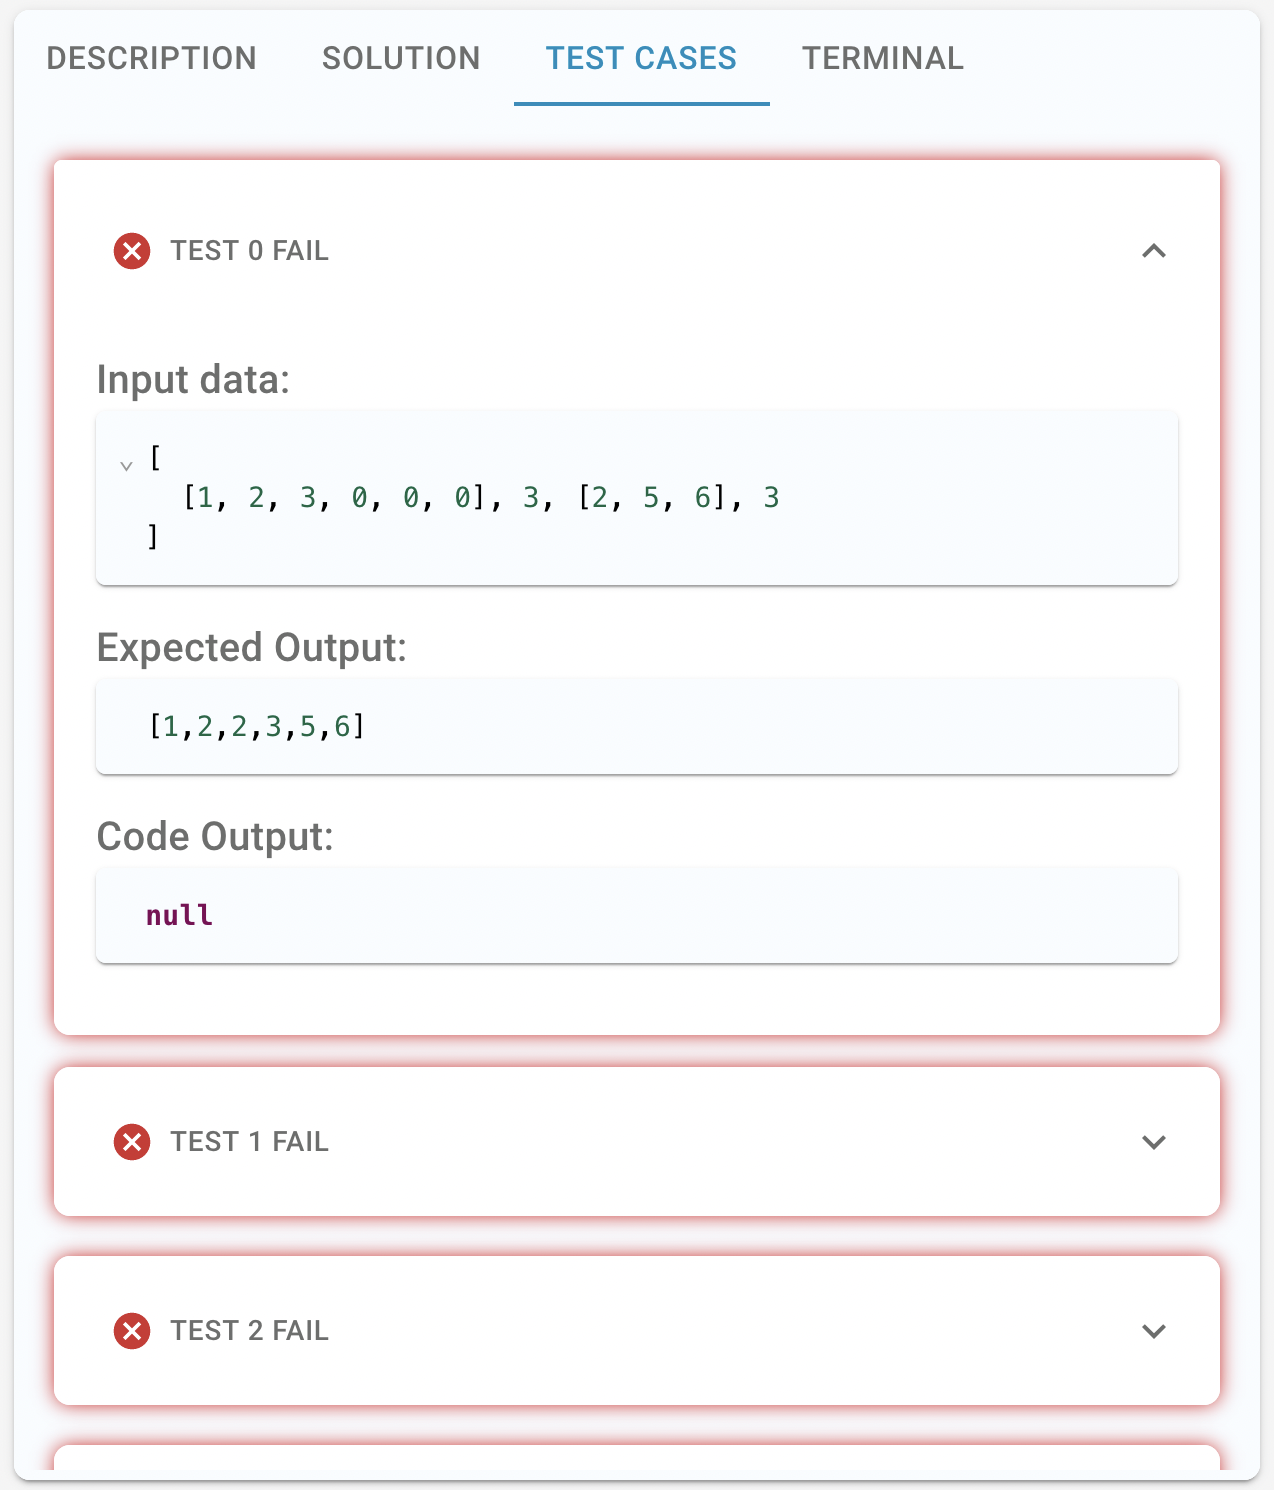 DESCRIPTION SOLUTION TEST CASES TERMINAL
TEST 0 FAIL
Input data:
[
[1, 2, 3, 0, 0, 0], 3, [2, 5, 6], 3
]
Expected Output:
[1,2,2,3,5,6]
Code Output:
null
TEST 1 FAIL
TEST 2 FAIL